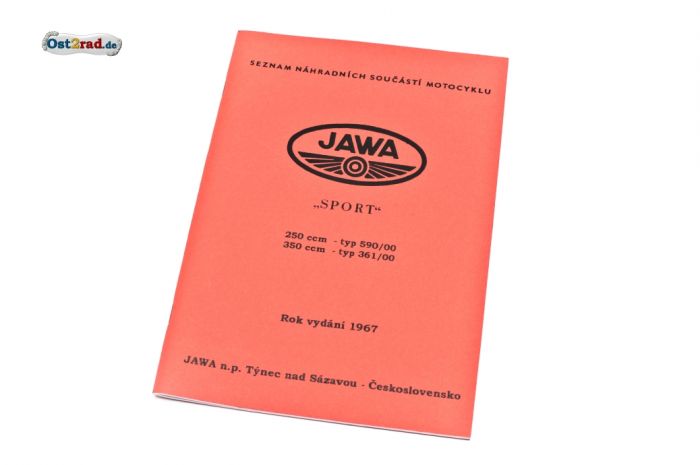 Ost2rad.de
SEZNAM NÁHRADNÍCH SOUČÁSTÍ MOTOCYKLU
JAWA
„SPORT“
250 ccm - typ 590/00
350 ccm - typ 361/00
Rok vydání 1967
JAWA n.p. Týnec nad Sázavou - Československo